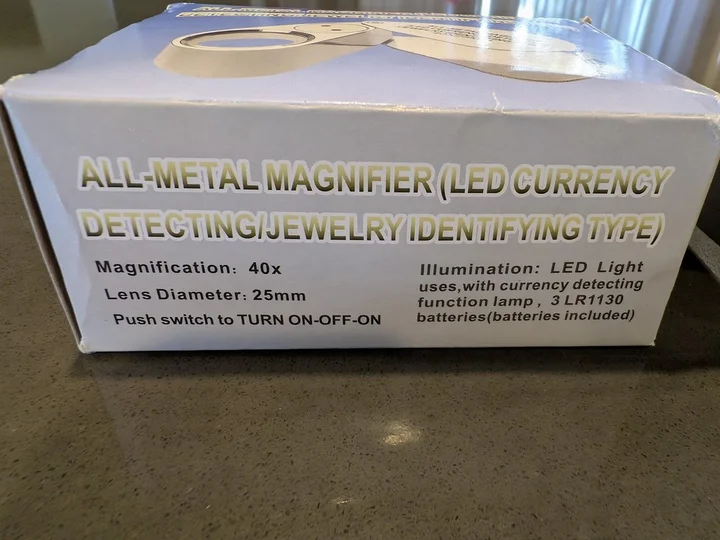 ALL-METAL MAGNIFIER (LED CURRENCY
DETECTING/JEWELRY IDENTIFYING TYPE)
Magnification: 40x
Lens Diameter: 25mm
Push switch to TURN ON-OFF-ON
Illumination: LED Light
uses,with currency detecting
function lamp , 3 LR1130
batteries(batteries included)